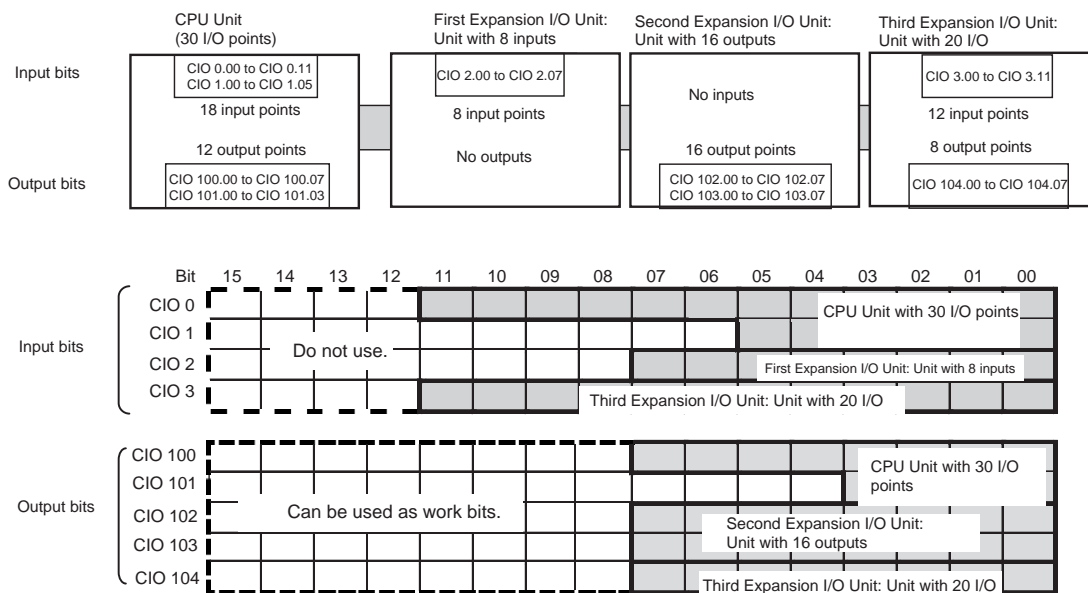 CPU Unit
(30 I/O points)
First Expansion I/O Unit:
Unit with 8 inputs
Second Expansion I/O Unit:
Unit with 16 outputs
Third Expansion I/O Unit:
Unit with 20 I/O
Input bits
CIO 0.00 to CIO 0.11
CIO 1.00 to CIO 1.05
18 input points
CIO 2.00 to CIO 2.07
8 input points
No inputs
CIO 3.00 to CIO 3.11
12 input points
Output bits
12 output points
CIO 100.00 to CIO 100.07
CIO 101.00 to CIO 101.03
No outputs
16 output points
CIO 102.00 to CIO 102.07
CIO 103.00 to CIO 103.07
8 output points
CIO 104.00 to CIO 104.07
Bit 15 14 13 12 11 10 09 08 07 06 05 04 03 02 01 00
Input bits
CIO 0
CIO 1
CIO 2
CIO 3
Do not use.
CPU Unit with 30 I/O points
First Expansion I/O Unit: Unit with 8 inputs
Third Expansion I/O Unit: Unit with 20 I/O
Output bits
CIO 100
CIO 101
CIO 102
CIO 103
CIO 104
Can be used as work bits.
CPU Unit with 30 I/O
points
Second Expansion I/O Unit:
Unit with 16 outputs
Third Expansion I/O Unit: Unit with 20 I/O